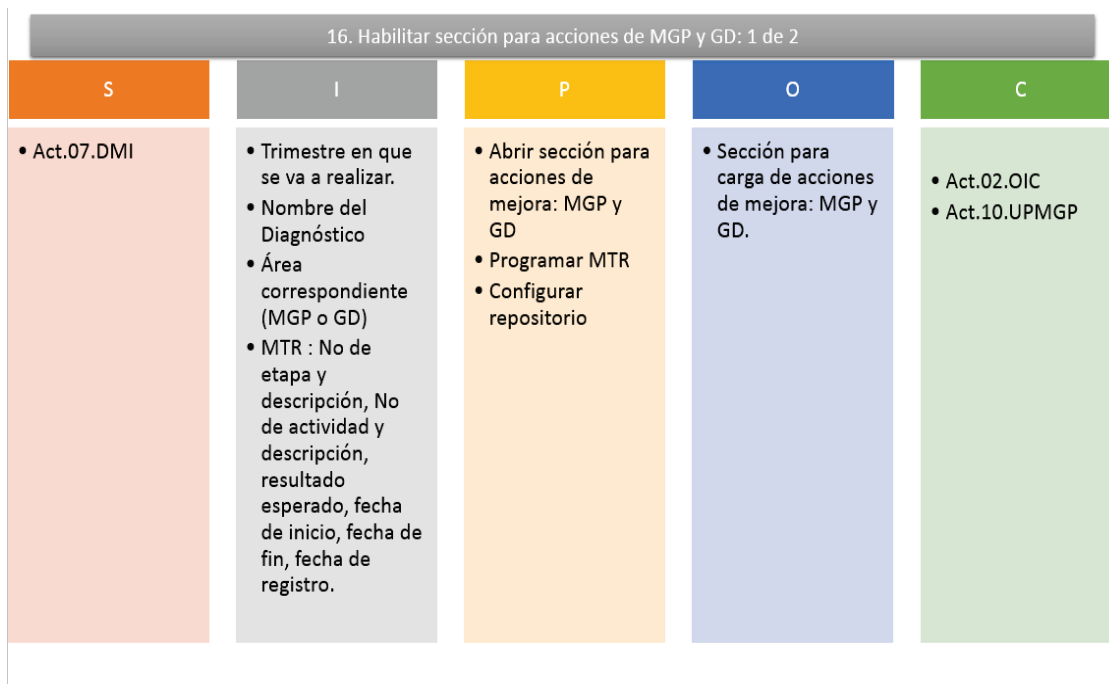 16. Habilitar sección para acciones de MGP y GD: 1 de 2
S
• Act.07.DMI
I
• Trimestre en que
se va a realizar.
• Nombre del
Diagnóstico
• Área
correspondiente
(MGP o GD)
• MTR : No de
etapa y
descripción, No
de actividad y
descripción,
resultado
esperado, fecha
de inicio, fecha de
fin, fecha de
registro.
P
• Abrir sección para
acciones de
mejora: MGP y
GD
• Programar MTR
• Configurar
repositorio
O
• Sección para
carga de acciones
de mejora: MGP y
GD.
C
• Act.02.OIC
• Act.10.UPMGP